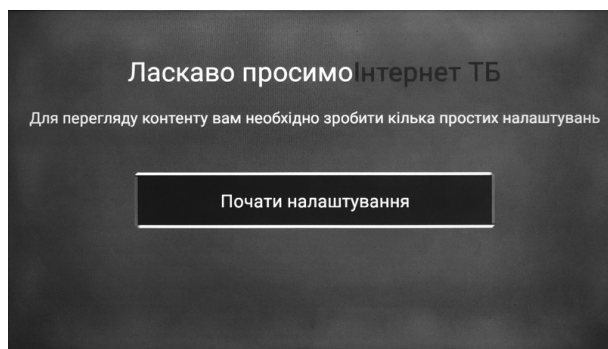 Ласкаво просимо Інтернет ТБ
Для перегляду контенту вам необхідно зробити кілька простих налаштувань
Почати налаштування